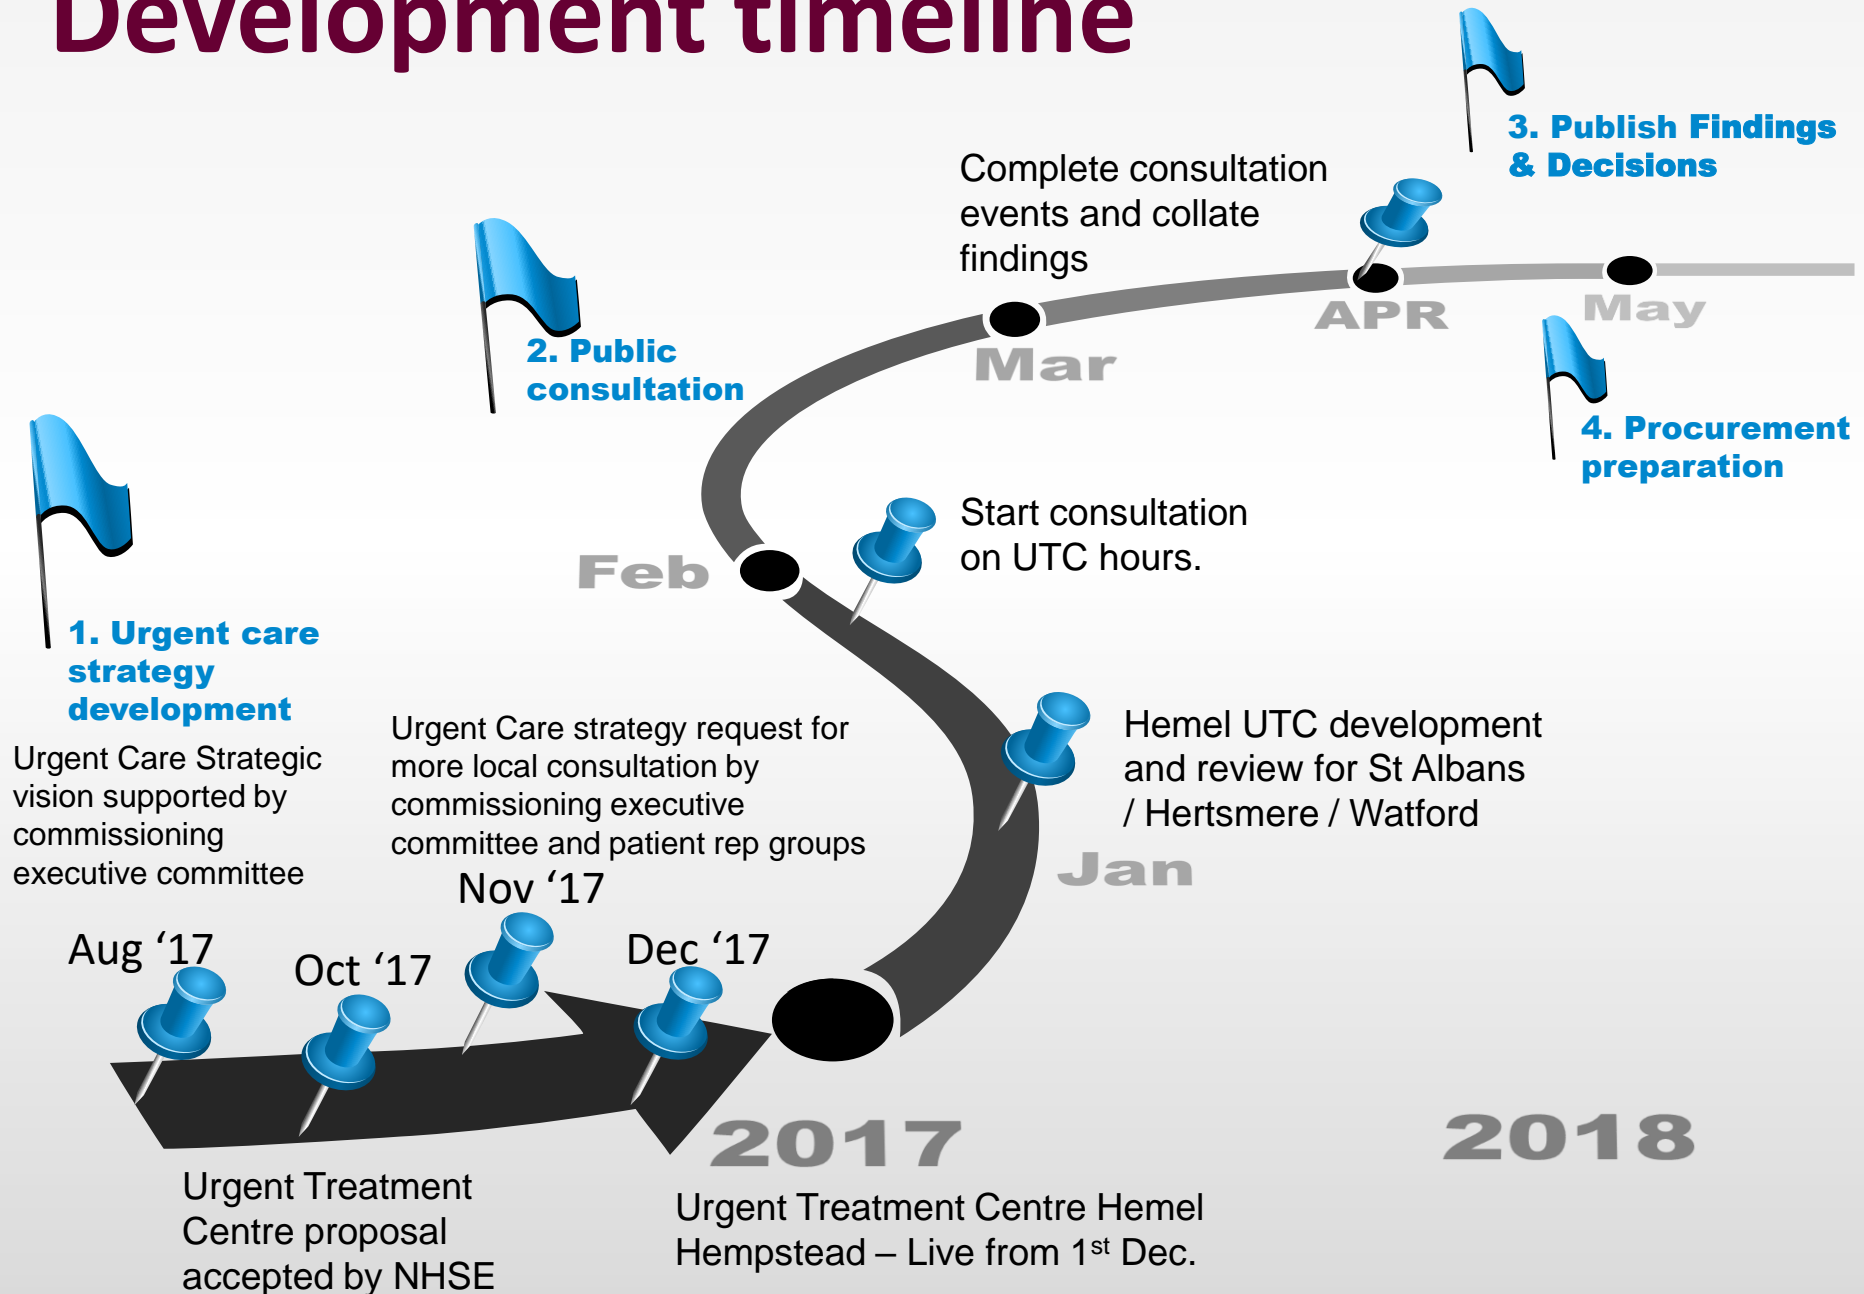 Development timeline
3. Publish Findings
& Decisions
Complete consultation
events and collate
findings
APR
May
Mar
2. Public
consultation
4. Procurement
preparation
Start consultation
on UTC hours.
Feb
1. Urgent care
strategy
development
Urgent Care Strategic
vision supported by
commissioning
executive committee
Urgent Care strategy request for
more local consultation by
commissioning executive
committee and patient rep groups
Hemel UTC development
and review for St Albans
/ Hertsmere / Watford
Jan
Nov ‘17
Aug ‘17
Oct ‘17
Dec ‘17
2017
2018
Urgent Treatment
Centre proposal
accepted by NHSE
Urgent Treatment Centre Hemel
Hempstead – Live from 1st Dec.